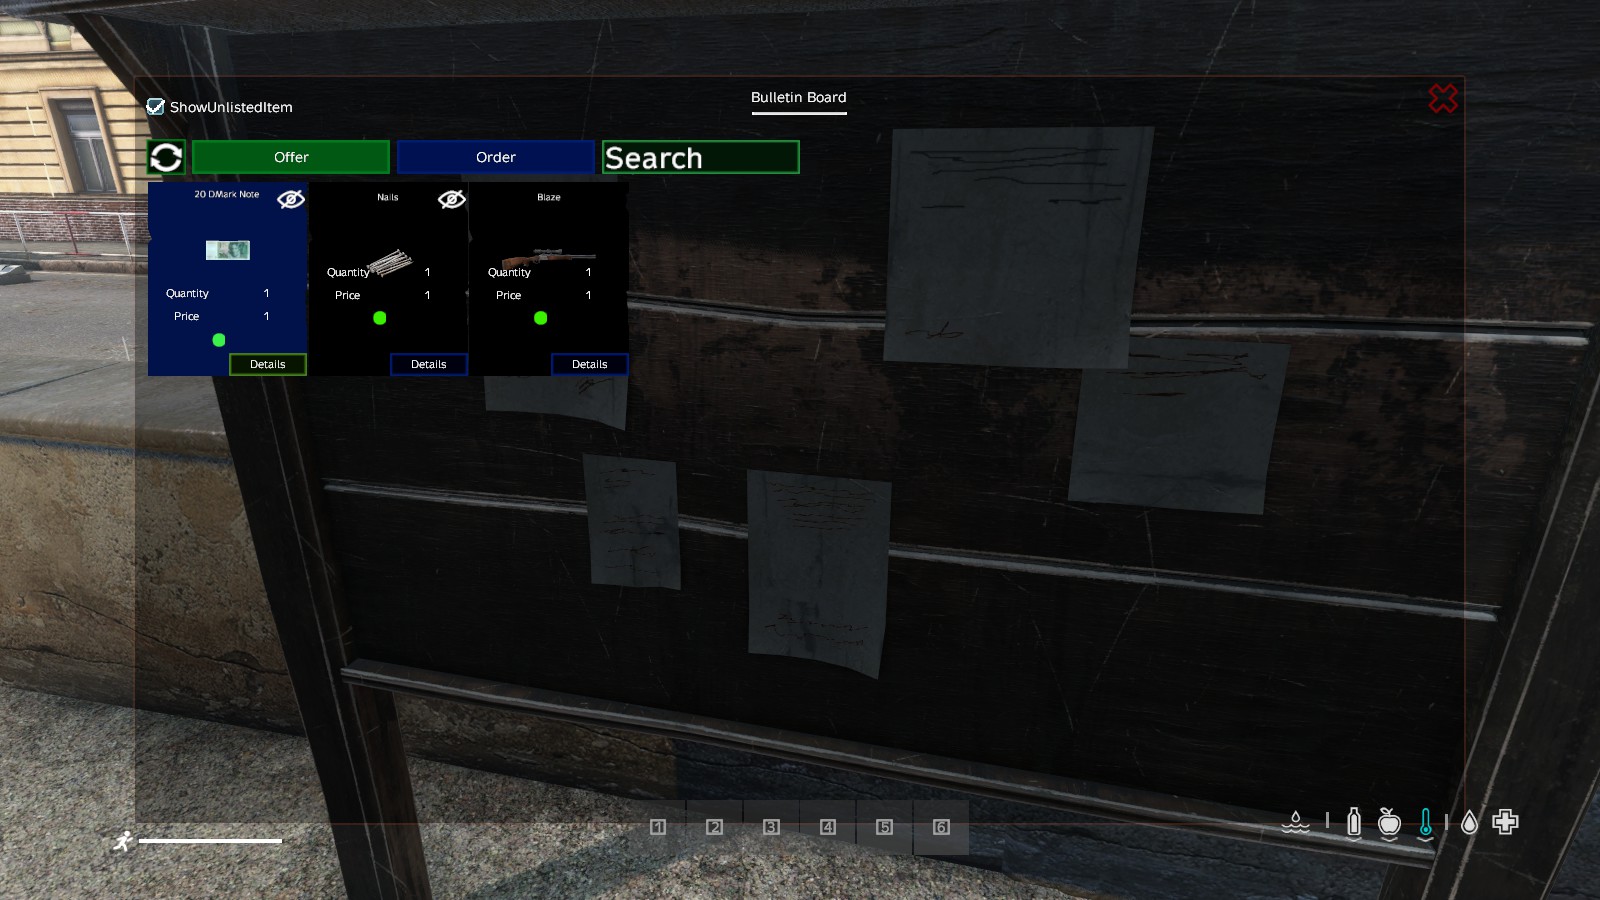 ShowUnlistedItem
Bulletin Board
Offer
Order
Search
20 DMark Note
Quantity 1
Price 1
Details
Nails
Quantity 1
Price 1
Details
Blaze
Quantity 1
Price 1
Details
1 2 3 4 5 6